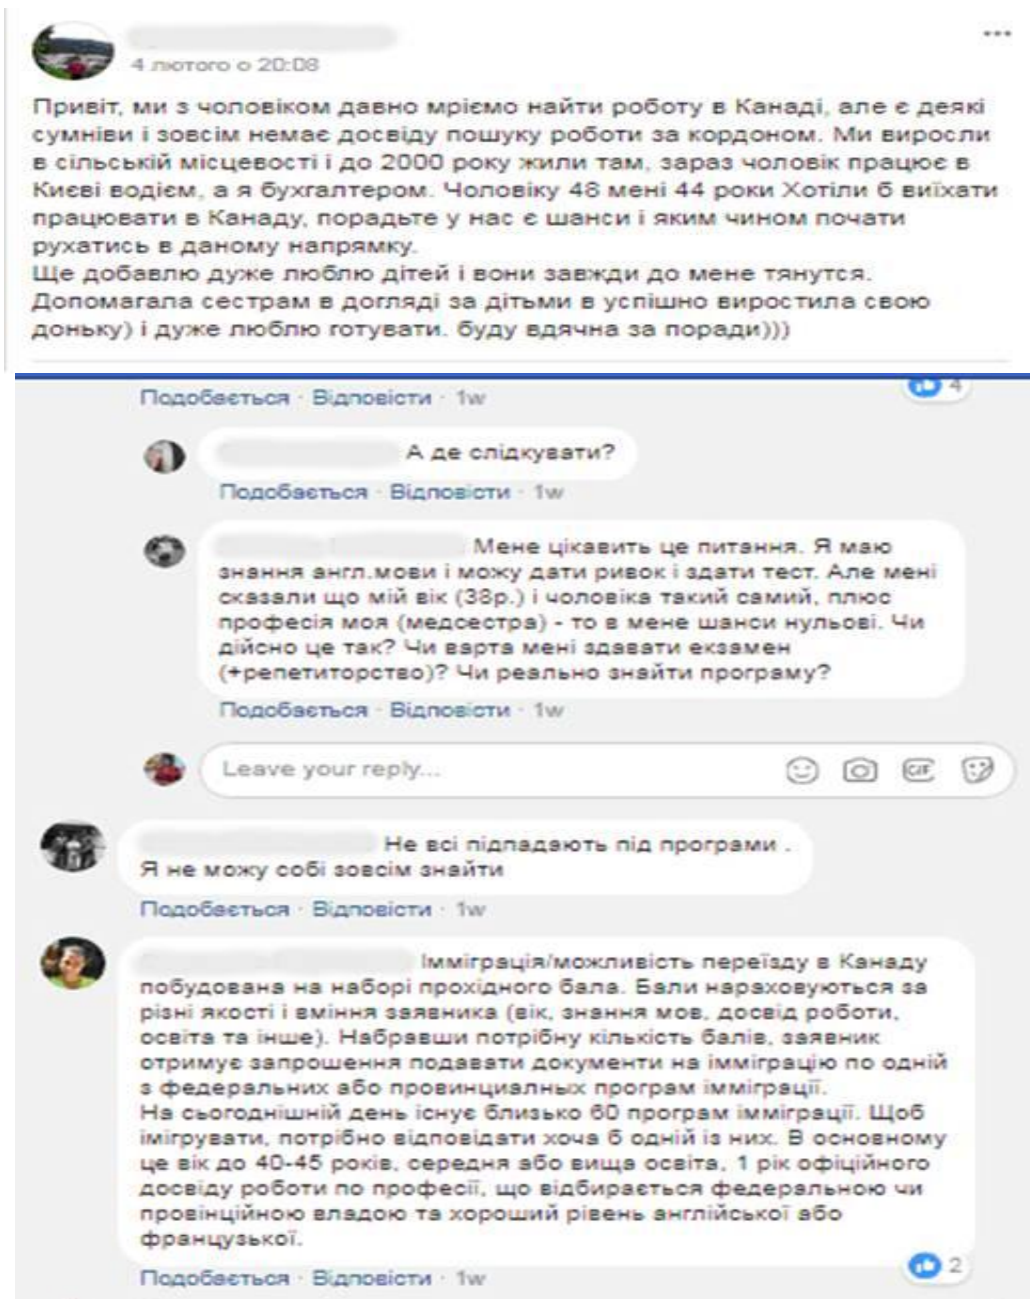 4 лютого о 20:08
Привіт, ми з чоловіком давно мріємо найти роботу в Канаді, але є деякі
сумніви і зовсім немає досвіду пошуку роботи за кордоном. Ми виросли
в сільській місцевості і до 2000 року жили там, зараз чоловік працює в
Києві водієм, а я бухгалтером. Чоловіку 48 мені 44 роки Хотіли б виїхати
працювати в Канаду, порадьте у нас є шанси і яким чином почати
рухатись в даному напрямку.
Ще добавлю дуже люблю дітей і вони завжди до мене тянутся.
Допомагала сестрам в догляді за дітьми в успішно виростила свою
доньку) і дуже люблю готувати. буду вдячна за поради)))
Подобається · Відповісти · 1w
4
А де слідкувати?
Подобається · Відповісти · 1w
Мене цікавить це питання. Я маю
знання англ.мови і можу дати ривок і здати тест. Але мені
сказали що мій вік (38р.) і чоловіка такий самий, плюс
професія моя (медсестра) - то в мене шанси нульові. Чи
дійсно це так? Чи варта мені здавати екзамен
(+репетиторство)? Чи реально знайти програму?
Подобається · Відповісти · 1w
Leave your reply...
GIF
Не всі підпадають під програми .
Я не можу собі зовсім знайти
Подобається · Відповісти · 1w
Імміграція/можливість переїзду в Канаду
побудована на наборі прохідного бала. Бали нараховуються за
різні якості і вміння заявника (вік, знання мов, досвід роботи,
освіта та інше). Набравши потрібну кількість балів, заявник
отримує запрошення подавати документи на імміграцію по одній
з федеральних або провинциалных програм імміграції.
На сьогоднішній день існує близько 60 програм імміграції. Щоб
імігрувати, потрібно відповідати хоча б одній із них. В основному
це вік до 40-45 років, середня або вища освіта, 1 рік офіційного
досвіду роботи по професії, що відбирається федеральною чи
провінційною владою та хороший рівень англійської або
французької.
2
Подобається · Відповісти · 1w